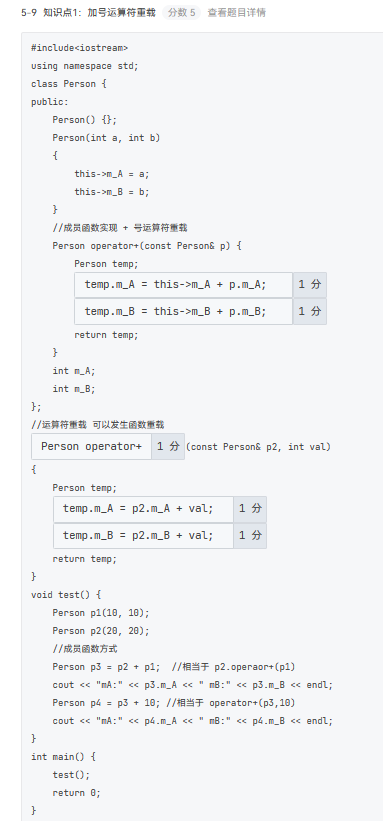 5-9 知识点1: 加号运算符重载 分数 5 查看题目详情
#include<iostream>
using namespace std;
class Person {
public:
    Person() {};
    Person(int a, int b)
    {
        this->m_A = a;
        this->m_B = b;
    }
    //成员函数实现 + 号运算符重载
    Person operator+(const Person& p) {
        Person temp;
        temp.m_A = this->m_A + p.m_A; 1 分
        temp.m_B = this->m_B + p.m_B; 1 分
        return temp;
    }
    int m_A;
    int m_B;
};
//运算符重载 可以发生函数重载
Person operator+ 1 分 (const Person& p2, int val)
{
    Person temp;
    temp.m_A = p2.m_A + val; 1 分
    temp.m_B = p2.m_B + val; 1 分
    return temp;
}
void test() {
    Person p1(10, 10);
    Person p2(20, 20);
    //成员函数方式
    Person p3 = p2 + p1;  //相当于 p2.operaor+(p1)
    cout << "mA:" << p3.m_A << " mB:" << p3.m_B << endl;
    Person p4 = p3 + 10; //相当于 operator+(p3,10)
    cout << "mA:" << p4.m_A << " mB:" << p4.m_B << endl;
}
int main() {
    test();
    return 0;
}